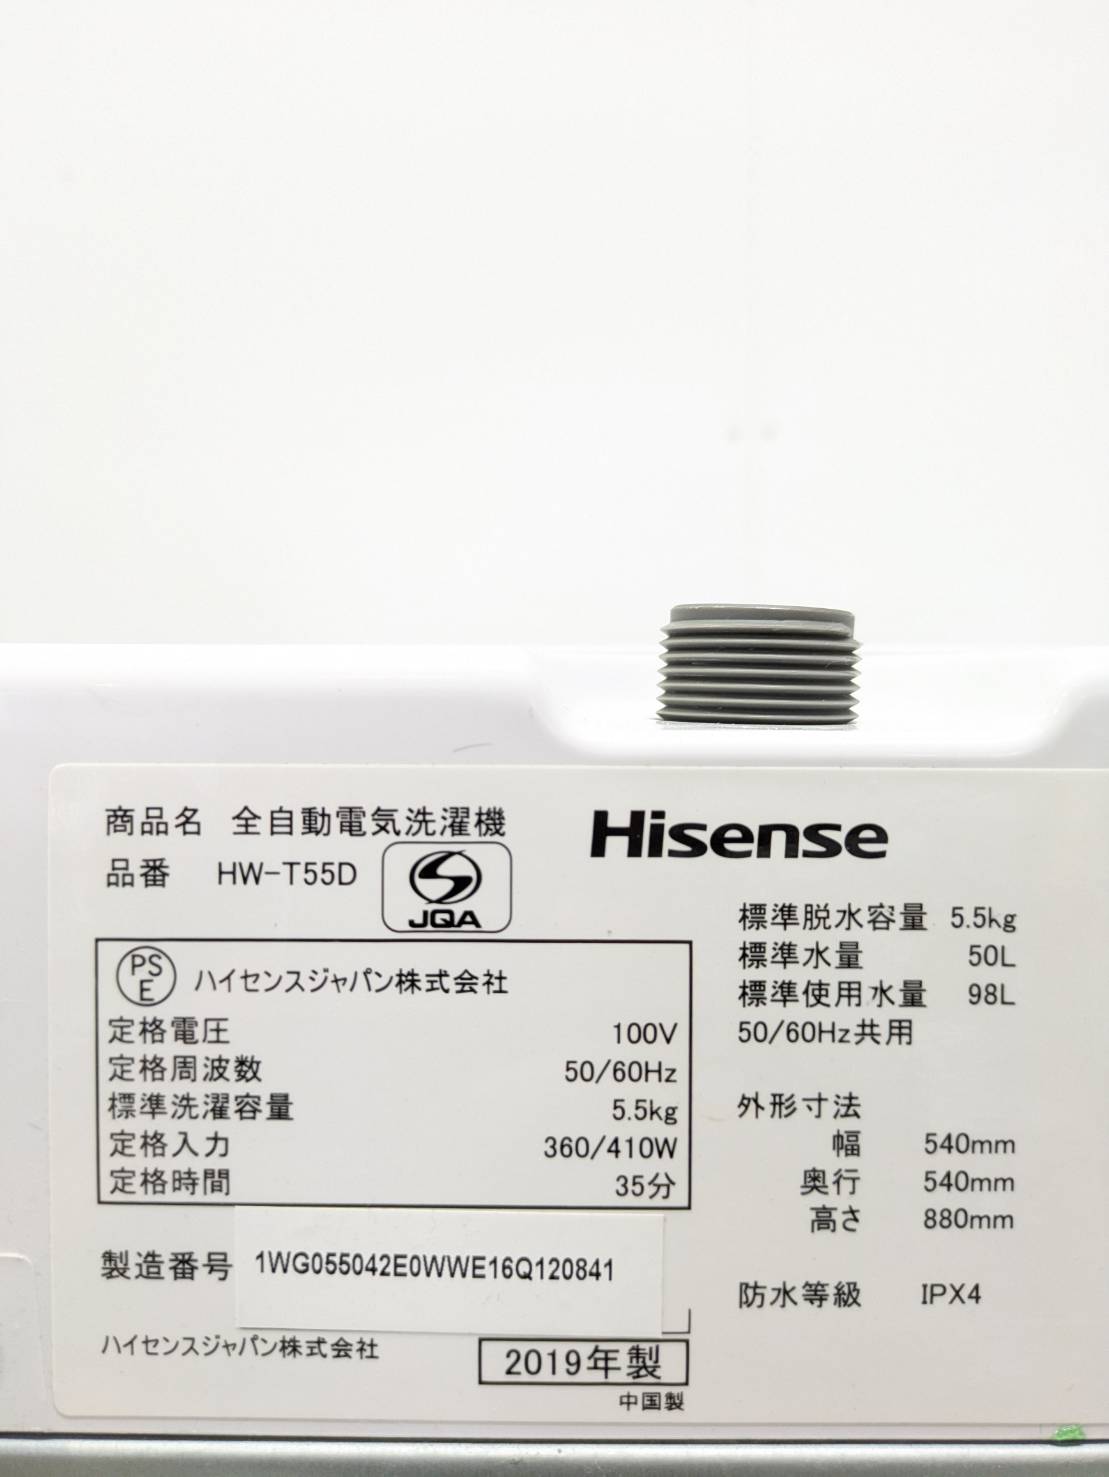 商品名 全自動電気洗濯機
Hisense
品番 HW-T55D
JQA
PS
E
ハイセンスジャパン株式会社
定格電圧 100V
定格周波数 50/60Hz
標準洗濯容量 5.5kg
定格入力 360/410W
定格時間 35分
標準脱水容量 5.5kg
標準水量 50L
標準使用水量 98L
50/60Hz共用
外形寸法
幅 540mm
奥行 540mm
高さ 880mm
製造番号 1WG055042E0WWE16Q120841
防水等級 IPX4
ハイセンスジャパン株式会社
2019年製
中国製